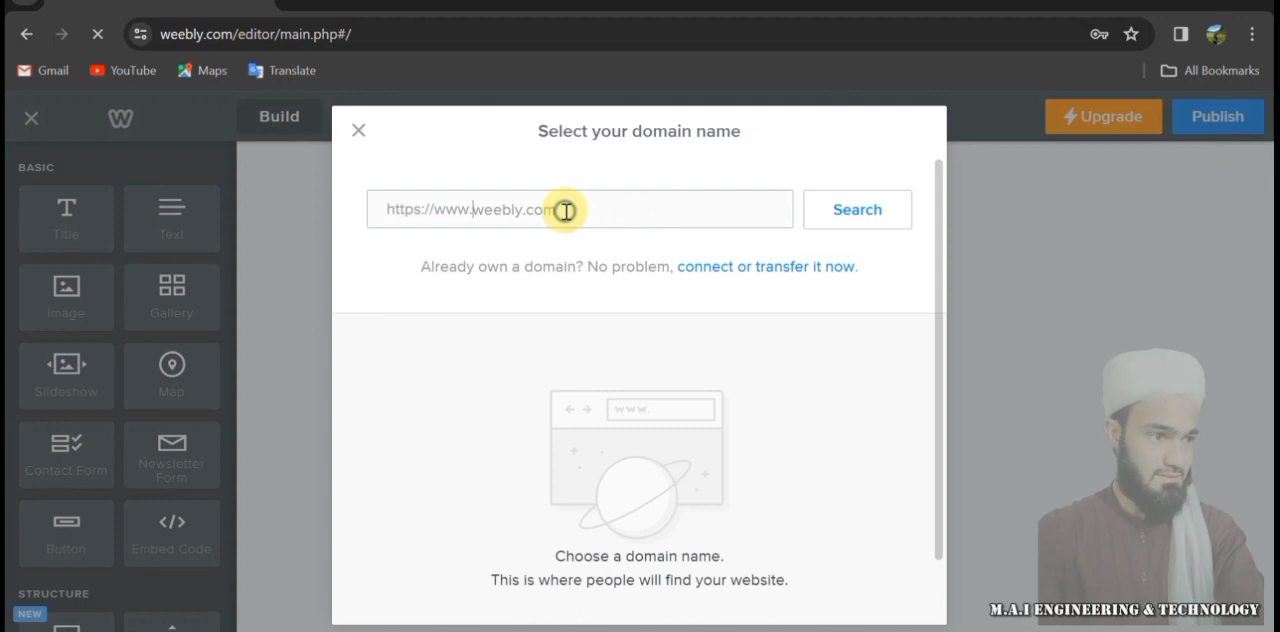 weebly.com/editor/main.php#/
Gmail YouTube Maps Translate All Bookmarks
Build Upgrade Publish
Select your domain name
BASIC
https://www.weebly.com Search
Title Text
Already own a domain? No problem, connect or transfer it now.
Image Gallery
Slideshow Map
www.
Contact Form Newsletter Form
Button Embed Code
Choose a domain name.
This is where people will find your website.
STRUCTURE
NEW
M.A.I ENGINEERING & TECHNOLOGY